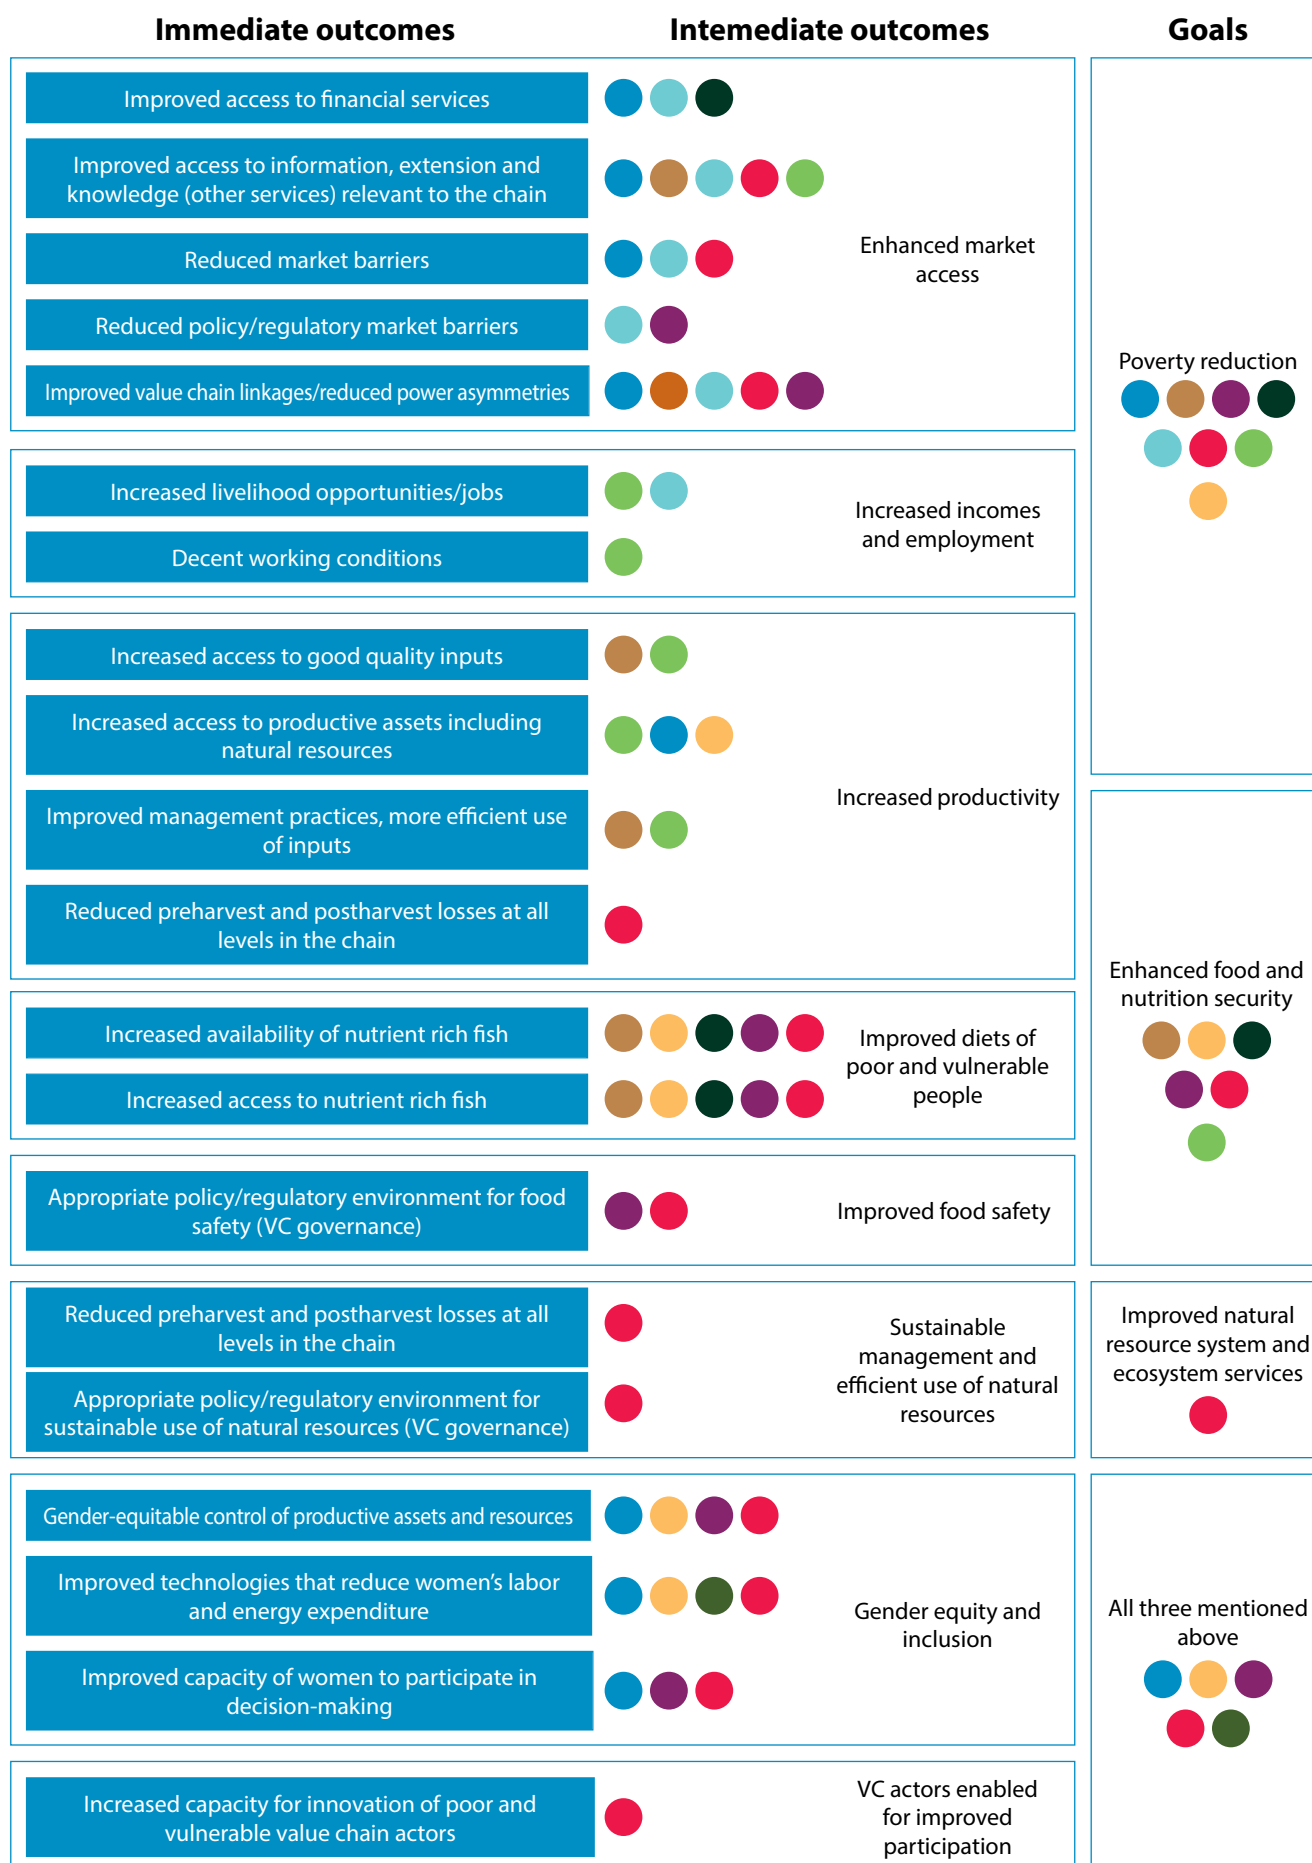 Immediate outcomes
Intemediate outcomes
Goals
Improved access to financial services
Improved access to information, extension and
knowledge (other services) relevant to the chain
Reduced market barriers
Reduced policy/regulatory market barriers
Improved value chain linkages/reduced power asymmetries
Enhanced market
access
Increased livelihood opportunities/jobs
Decent working conditions
Increased incomes
and employment
Increased access to good quality inputs
Increased access to productive assets including
natural resources
Improved management practices, more efficient use
of inputs
Reduced preharvest and postharvest losses at all
levels in the chain
Increased productivity
Poverty reduction
Increased availability of nutrient rich fish
Increased access to nutrient rich fish
Improved diets of
poor and vulnerable
people
Appropriate policy/regulatory environment for food
safety (VC governance)
Improved food safety
Enhanced food and
nutrition security
Reduced preharvest and postharvest losses at all
levels in the chain
Appropriate policy/regulatory environment for
sustainable use of natural resources (VC governance)
Sustainable
management and
efficient use of natural
resources
Improved natural
resource system and
ecosystem services
Gender-equitable control of productive assets and resources
Improved technologies that reduce women’s labor
and energy expenditure
Improved capacity of women to participate in
decision-making
Gender equity and
inclusion
Increased capacity for innovation of poor and
vulnerable value chain actors
VC actors enabled
for improved
participation
All three mentioned
above